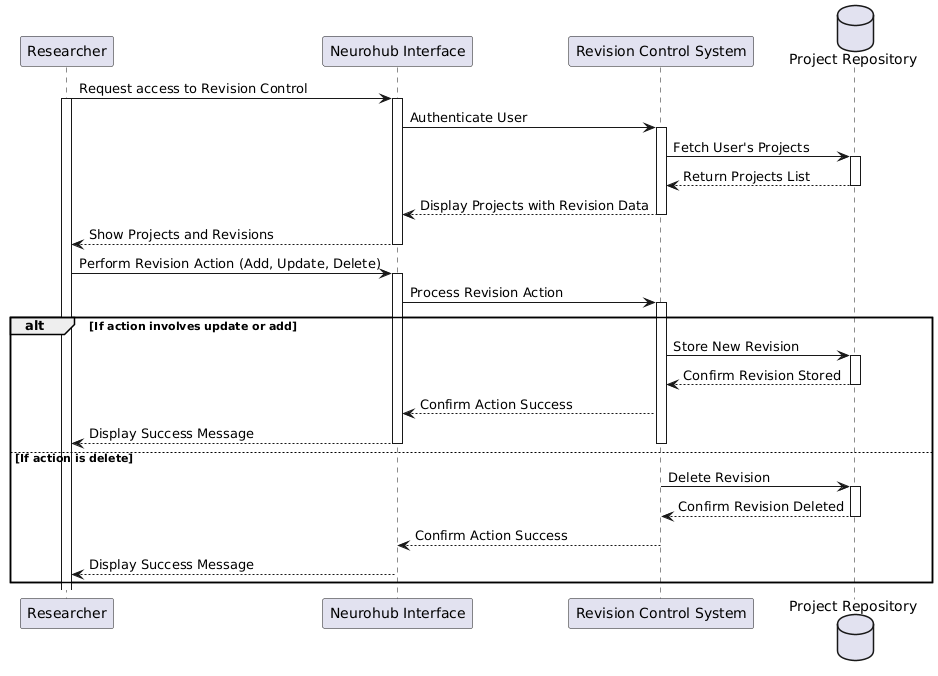 Researcher
Neurohub Interface
Revision Control System
Project Repository
Request access to Revision Control
Authenticate User
Fetch User's Projects
Return Projects List
Display Projects with Revision Data
Show Projects and Revisions
Perform Revision Action (Add, Update, Delete)
Process Revision Action
alt
[If action involves update or add]
Store New Revision
Confirm Revision Stored
Confirm Action Success
Display Success Message
[If action is delete]
Delete Revision
Confirm Revision Deleted
Confirm Action Success
Display Success Message
Researcher
Neurohub Interface
Revision Control System
Project Repository